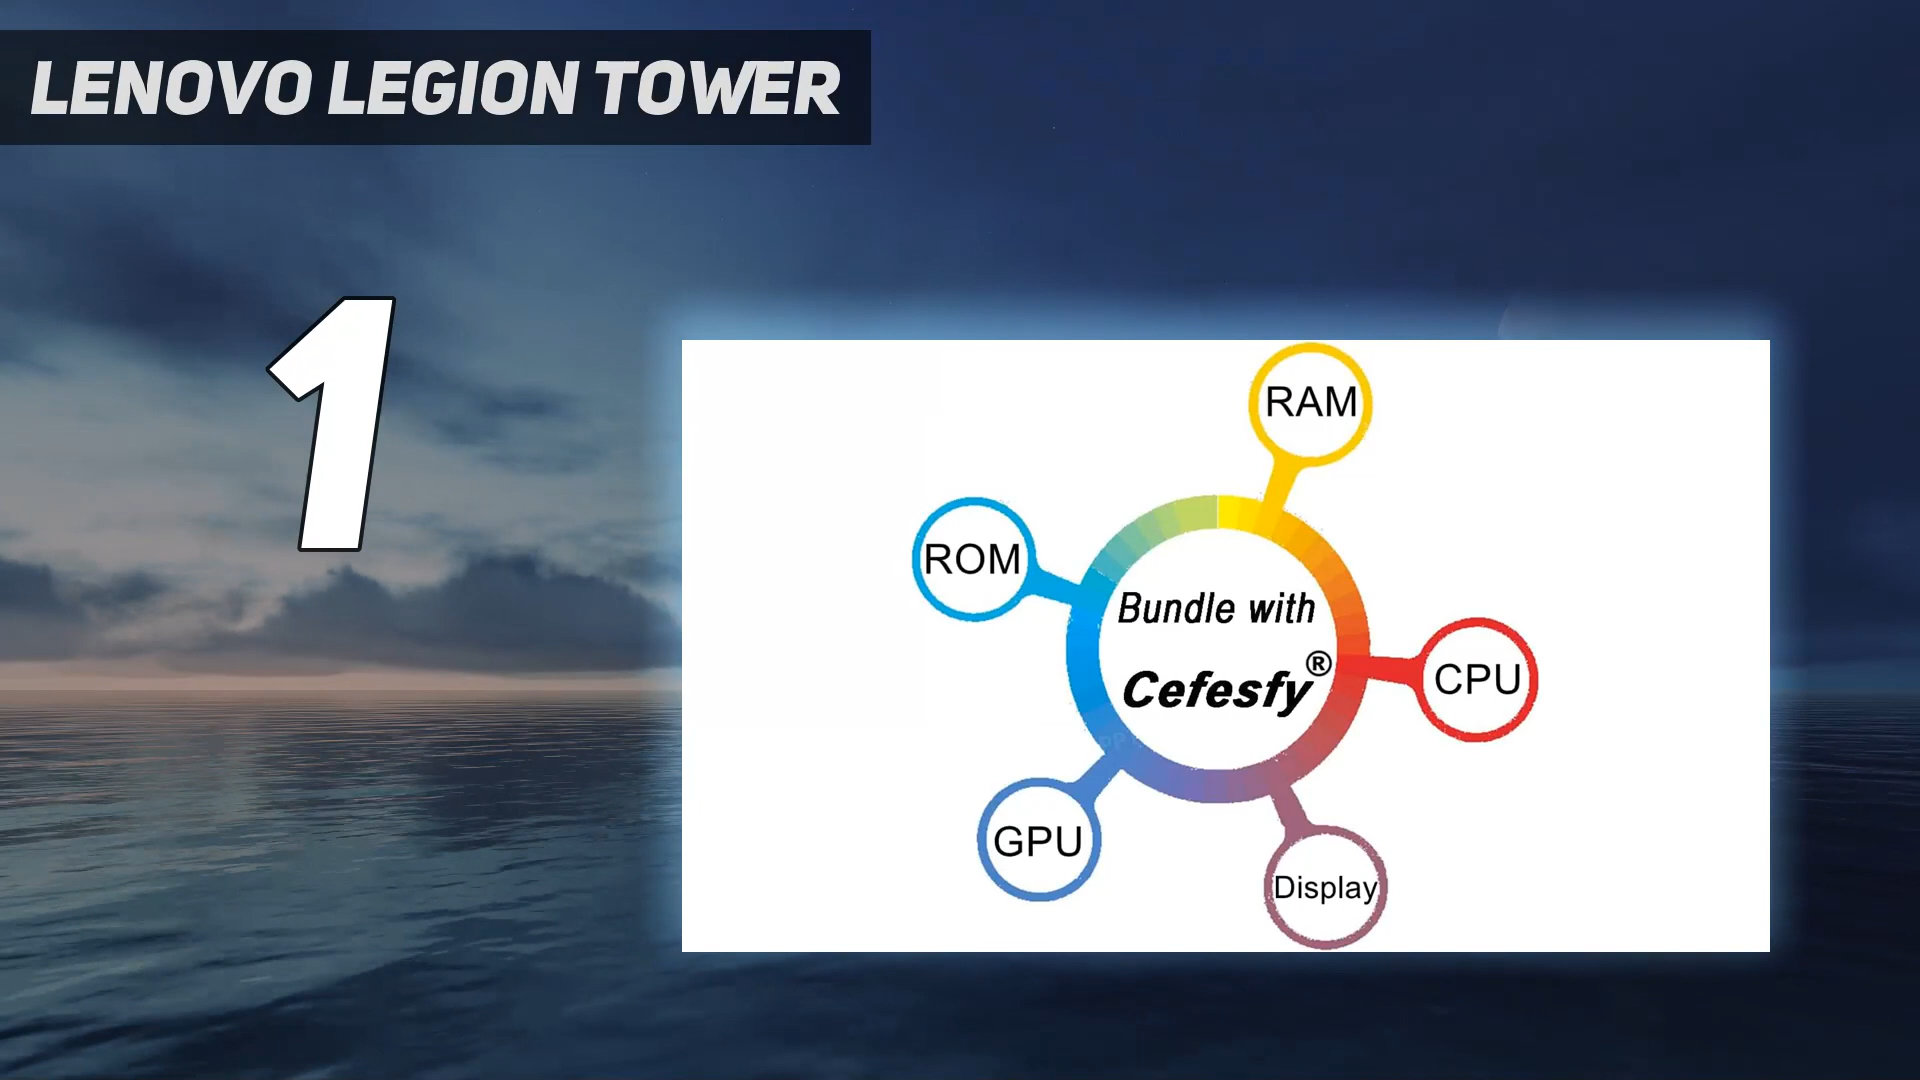 LENOVO LEGION TOWER
1
RAM
ROM
Bundle with
Cefesfy®
CPU
GPU
Display